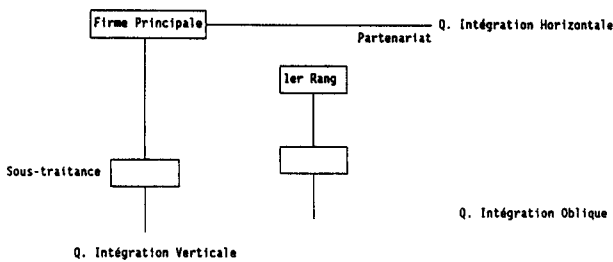 Firme Principale
Q. Intégration Horizontale
Partenariat
1er Rang
Sous-traitance
Q. Intégration Oblique
Q. Intégration Verticale